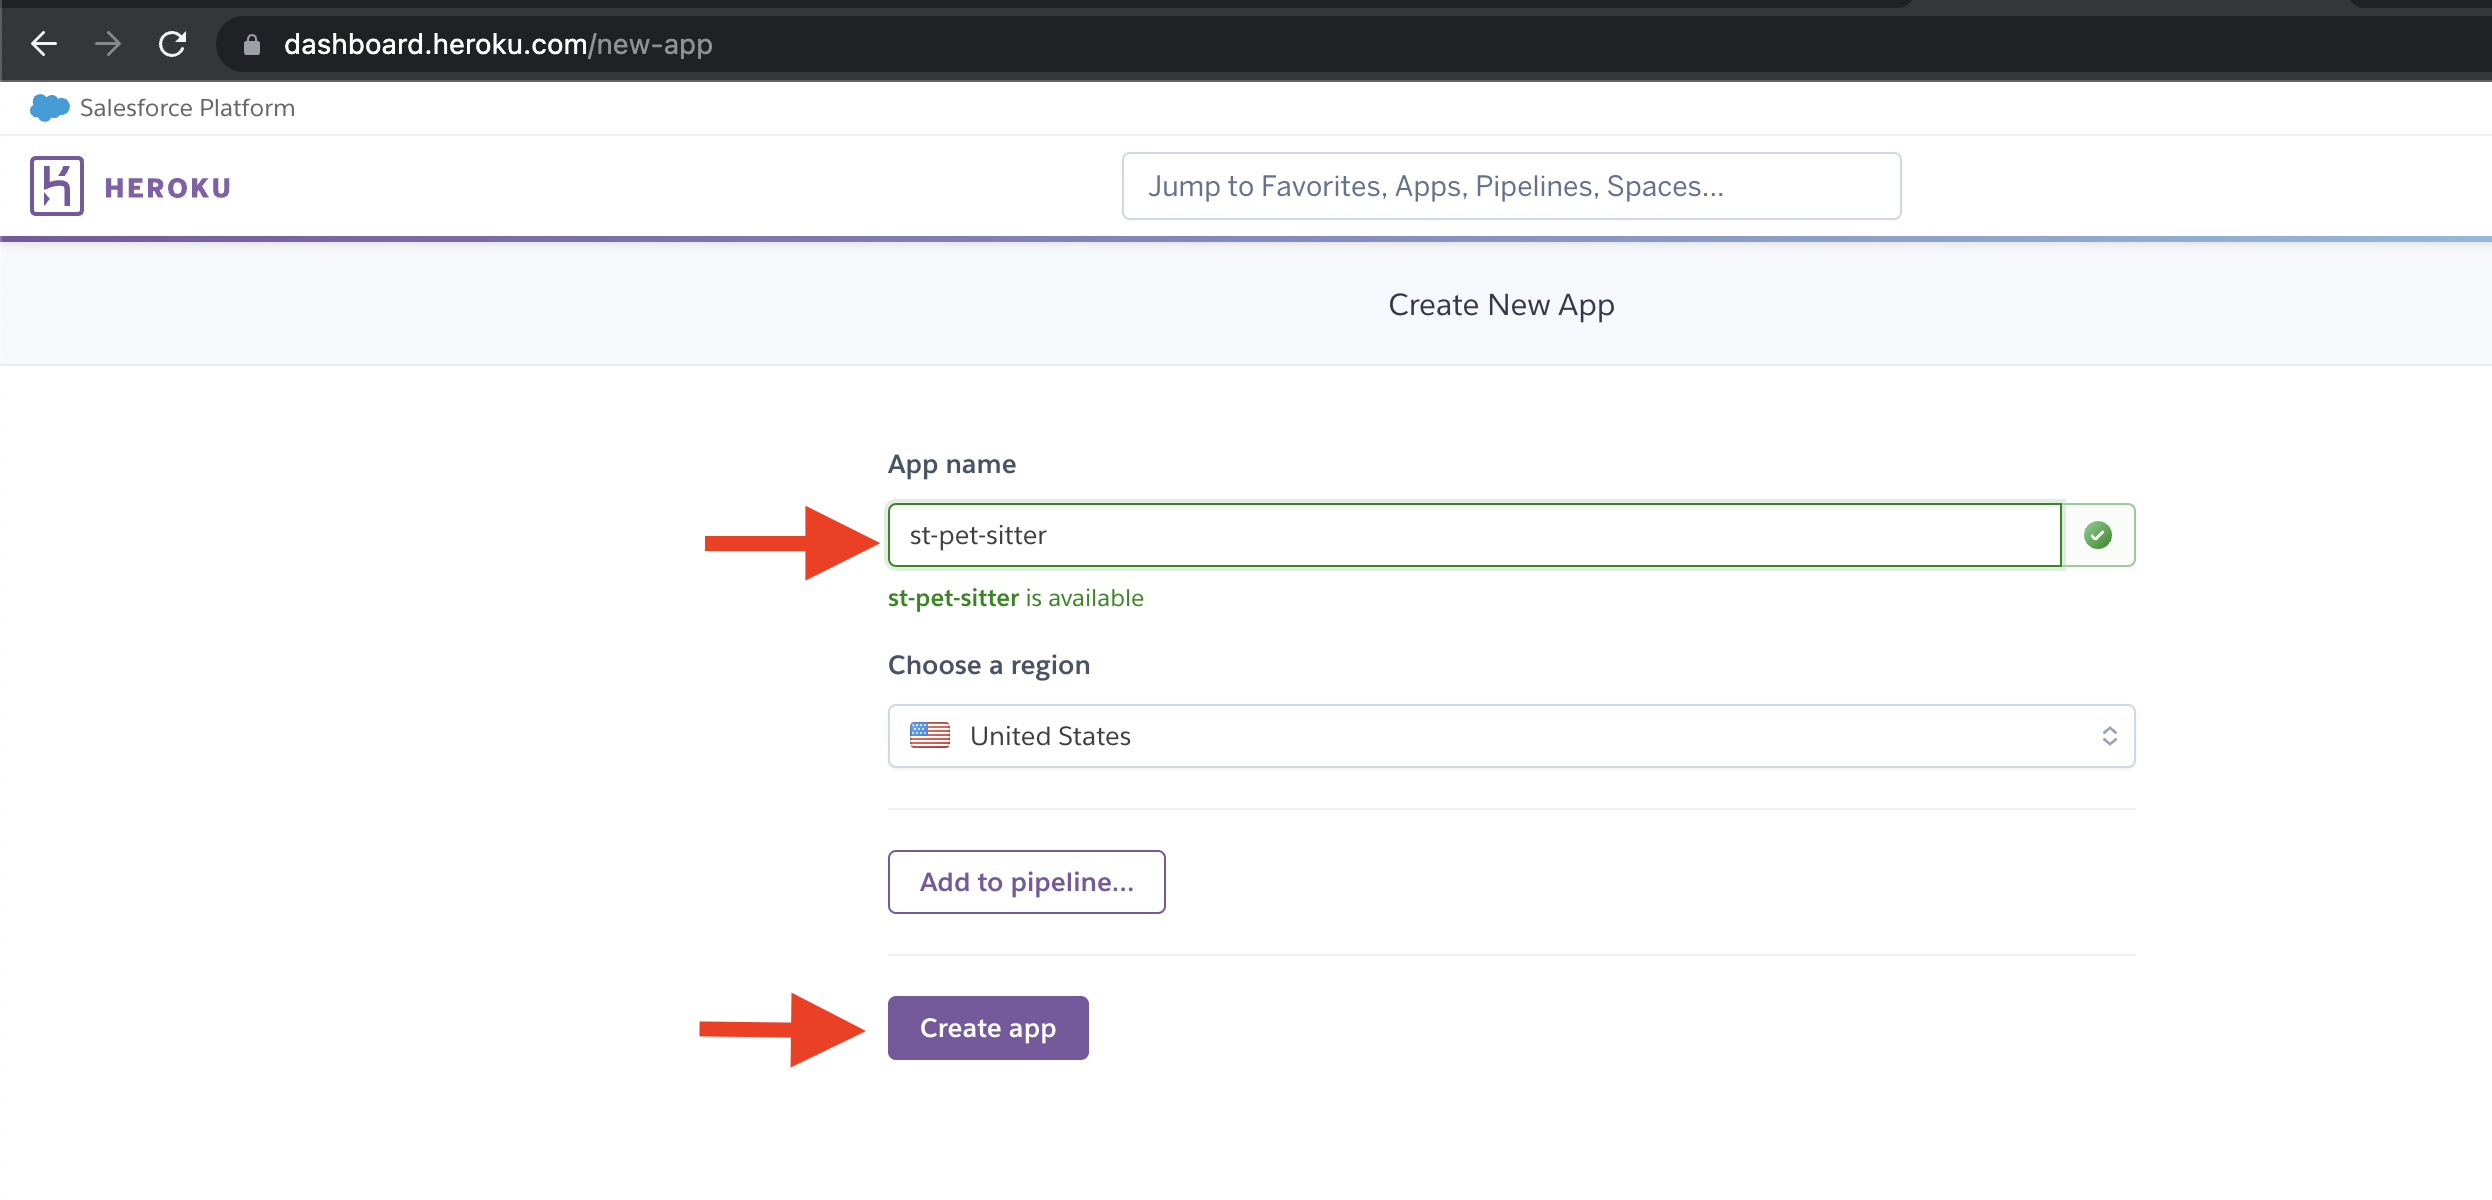 dashboard.heroku.com/new-app
Salesforce Platform
HEROKU
Jump to Favorites, Apps, Pipelines, Spaces...
Create New App
App name
st-pet-sitter
st-pet-sitter is available
Choose a region
United States
Add to pipeline...
Create app